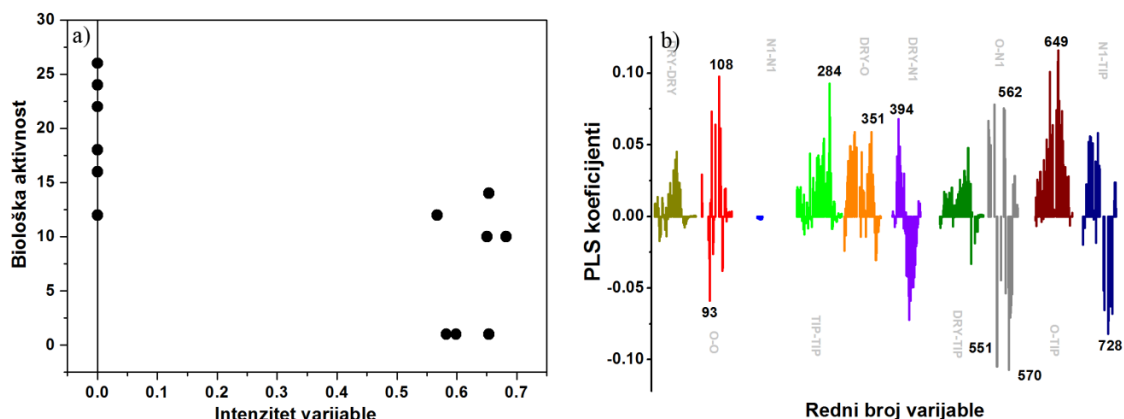 a)
Biološka aktivnost
30
25
20
15
10
5
0
0.0 0.1 0.2 0.3 0.4 0.5 0.6 0.7
Intenzitet varijable
b)
PLS koeficijenti
0.10
0.05
0.00
-0.05
-0.10
DRY-DRY
O-O
N1-N1
TIP-TIP
DRY-O
DRY-N1
DRY-TIP
O-N1
O-TIP
N1-TIP
108
93
284
351
394
562
551
570
649
728
Redni broj varijable